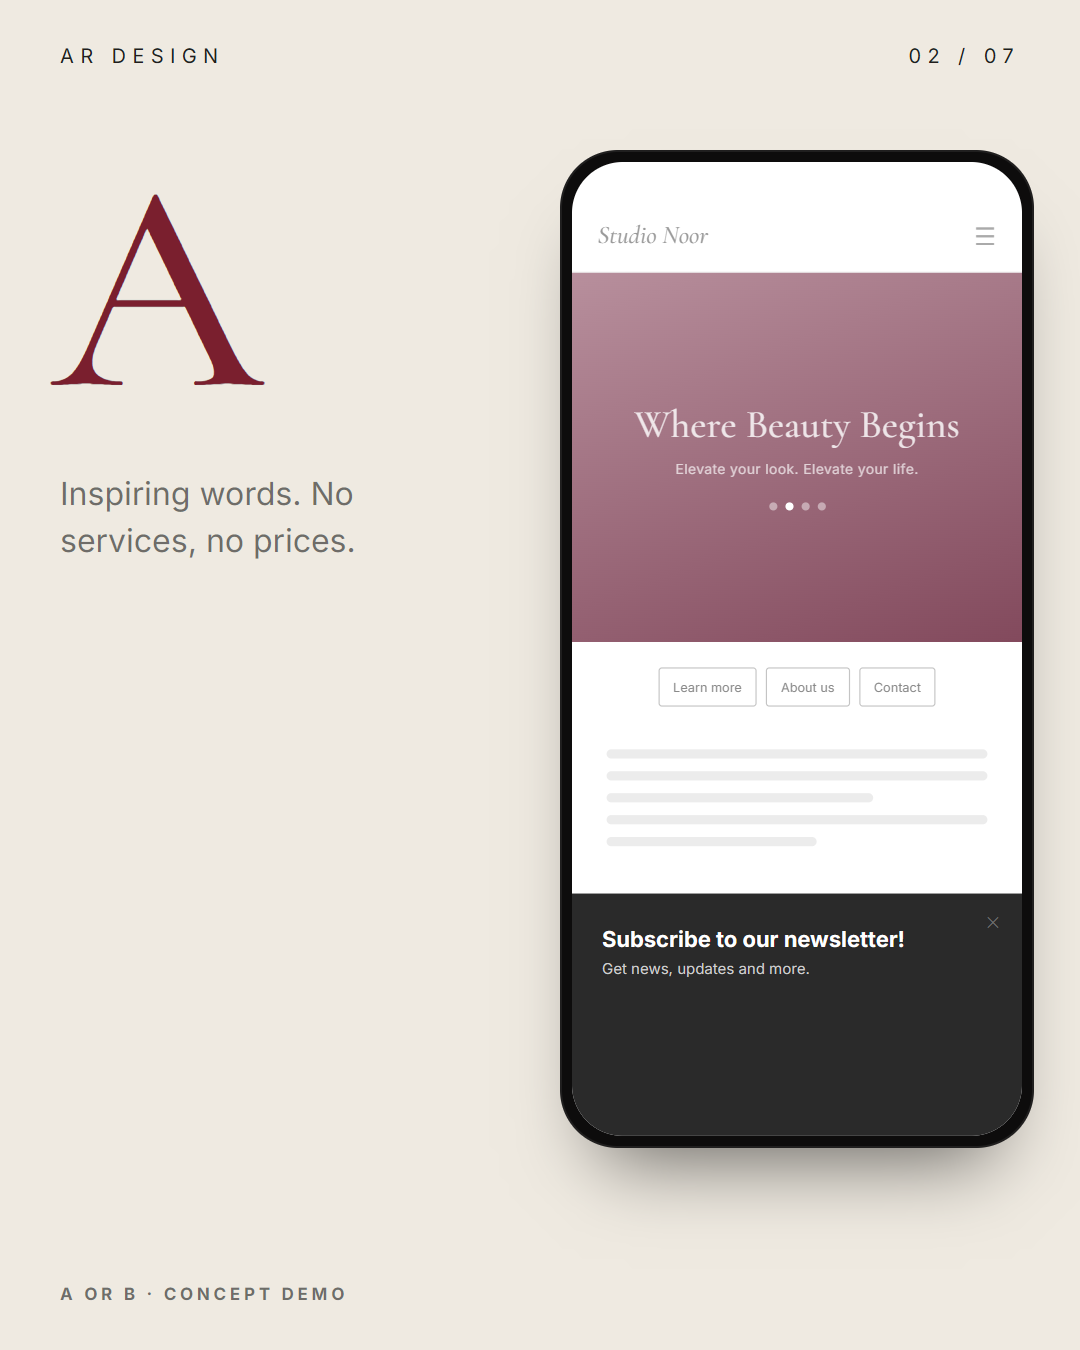 AR DESIGN
02 / 07
A
Inspiring words. No
services, no prices.
Studio Noor
Where Beauty Begins
Elevate your look. Elevate your life.
Learn more
About us
Contact
Subscribe to our newsletter!
Get news, updates and more.
A OR B · CONCEPT DEMO